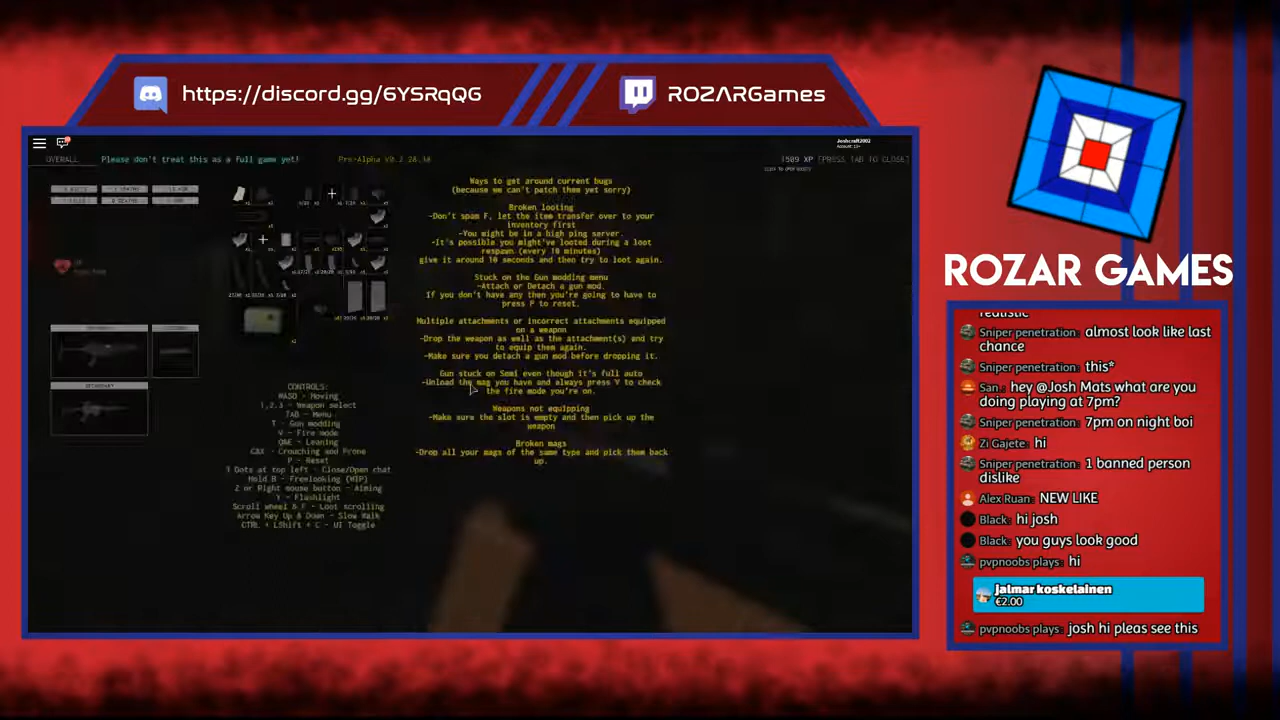 https://discord.gg/6YSRqQG
ROZARGames
OVERALL
Please don't treat this as a full game yet!
[PRESS TAB TO CLOSE]
Ways to get around current bugs
(because we can't patch them yet sorry)
Broken looting
-Don't spam F, let the item transfer over to your
inventory first
-You might be in a high ping server.
-It's possible you might've looted during a loot
respawn (every 10 minutes)
give it around 10 seconds and then try to loot again.
Stuck on the Gun modding menu
-Attach or Detach a gun mod.
If you don't have any then you're going to have to
press P to reset.
Multiple attachments or incorrect attachments equipped
on a weapon
-Drop the weapon as well as the attachment(s) and try
to equip them again.
-Make sure you detach a gun mod before dropping it.
Gun stuck on Semi even though it's full auto
-Unload the mag you have and always press V to check
the fire mode you're on.
Weapons not equipping
-Make sure the slot is empty and then pick up the
weapon
Broken mags
-Drop all your mags of the same type and pick them back
up.
CONTROLS:
WASD - Moving
1,2,3 - Weapon select
TAB - Menu
T - Gun modding
V - Fire mode
Q&E - Leaning
C&X - Crouching and Prone
P - Reset
3 Dots at top left - Close/Open chat
Hold B - Freelooking (WIP)
Z or Right mouse button - Aiming
Y - Flashlight
Scroll wheel & F - Loot scrolling
Arrow Key Up & Down - Slow Walk
CTRL + LShift + C - UI Toggle
ROZAR GAMES
realistic
Sniper penetration: almost look like last
chance
Sniper penetration: this*
San.: hey @Josh Mats what are you
doing playing at 7pm?
Sniper penetration: 7pm on night boi
Zi Gajete: hi
Sniper penetration: 1 banned person
dislike
Alex Ruan: NEW LIKE
Black: hi josh
Black: you guys look good
pvpnoobs plays: hi
jalmar koskelainen
€2.00
pvpnoobs plays: josh hi pleas see this